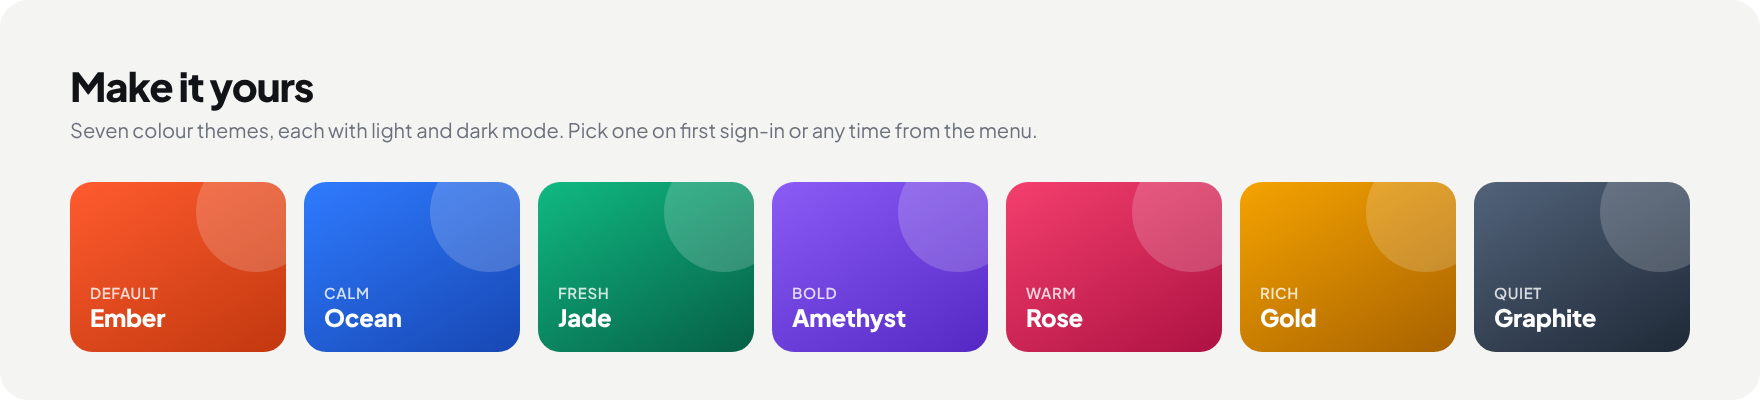 Make it yours
Seven colour themes, each with light and dark mode. Pick one on first sign-in or any time from the menu.
DEFAULT
Ember
CALM
Ocean
FRESH
Jade
BOLD
Amethyst
WARM
Rose
RICH
Gold
QUIET
Graphite